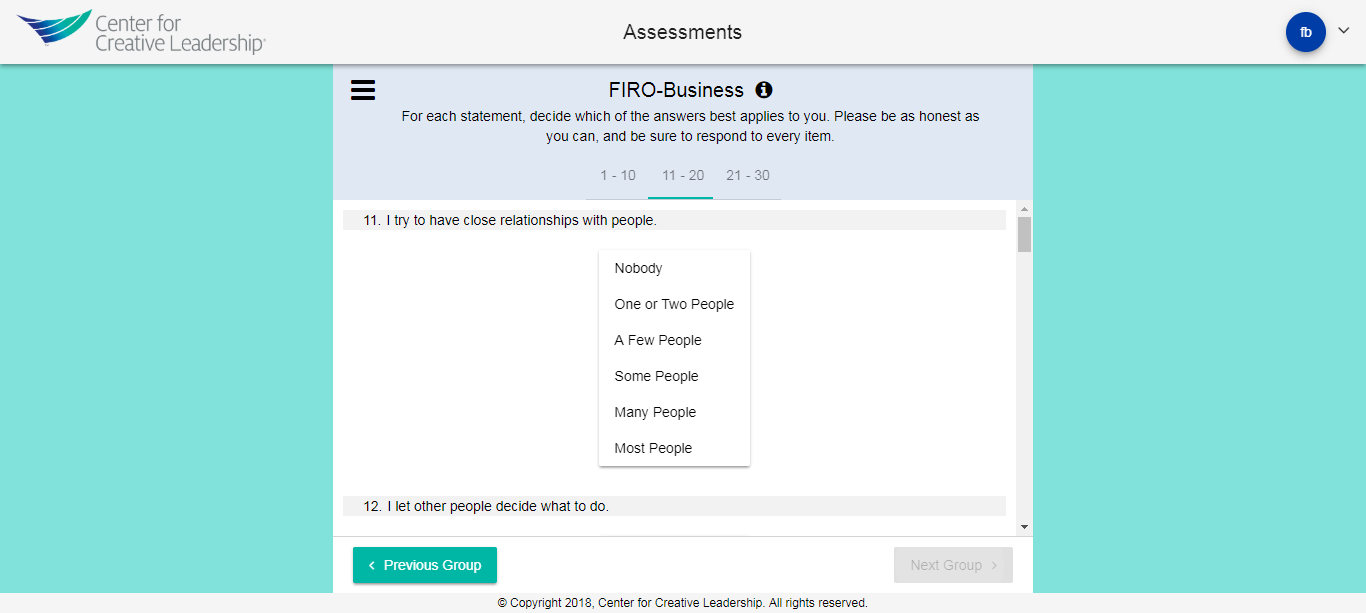 Center for
Creative Leadership®
Assessments
fb
FIRO-Business
For each statement, decide which of the answers best applies to you. Please be as honest as
you can, and be sure to respond to every item.
1 - 10 11 - 20 21 - 30
11. I try to have close relationships with people.
Nobody
One or Two People
A Few People
Some People
Many People
Most People
12. I let other people decide what to do.
‹ Previous Group
Next Group ›
© Copyright 2018, Center for Creative Leadership. All rights reserved.